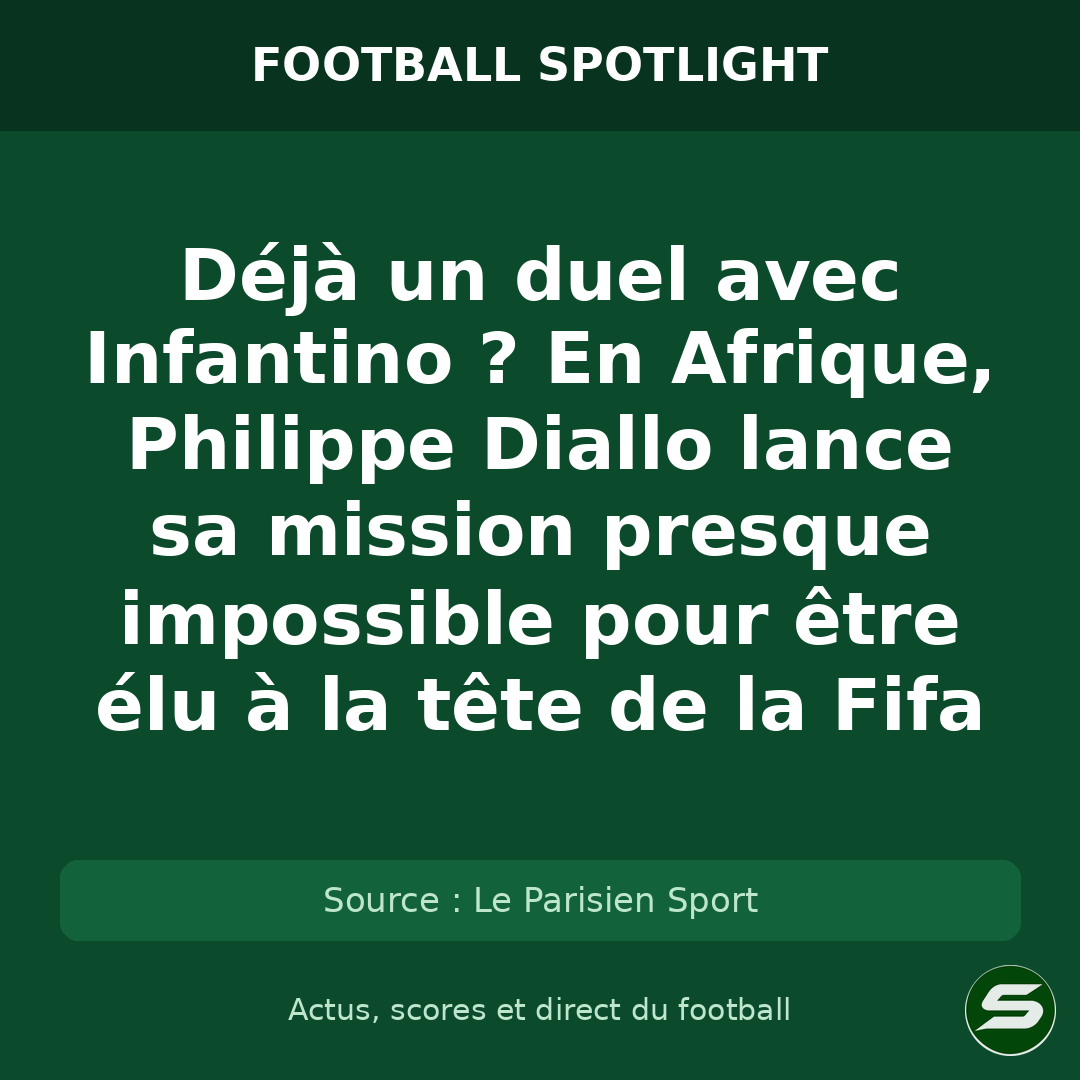 FOOTBALL SPOTLIGHT
Déjà un duel avec
Infantino ? En Afrique,
Philippe Diallo lance
sa mission presque
impossible pour être
élu à la tête de la Fifa
Source : Le Parisien Sport
Actus, scores et direct du football
S